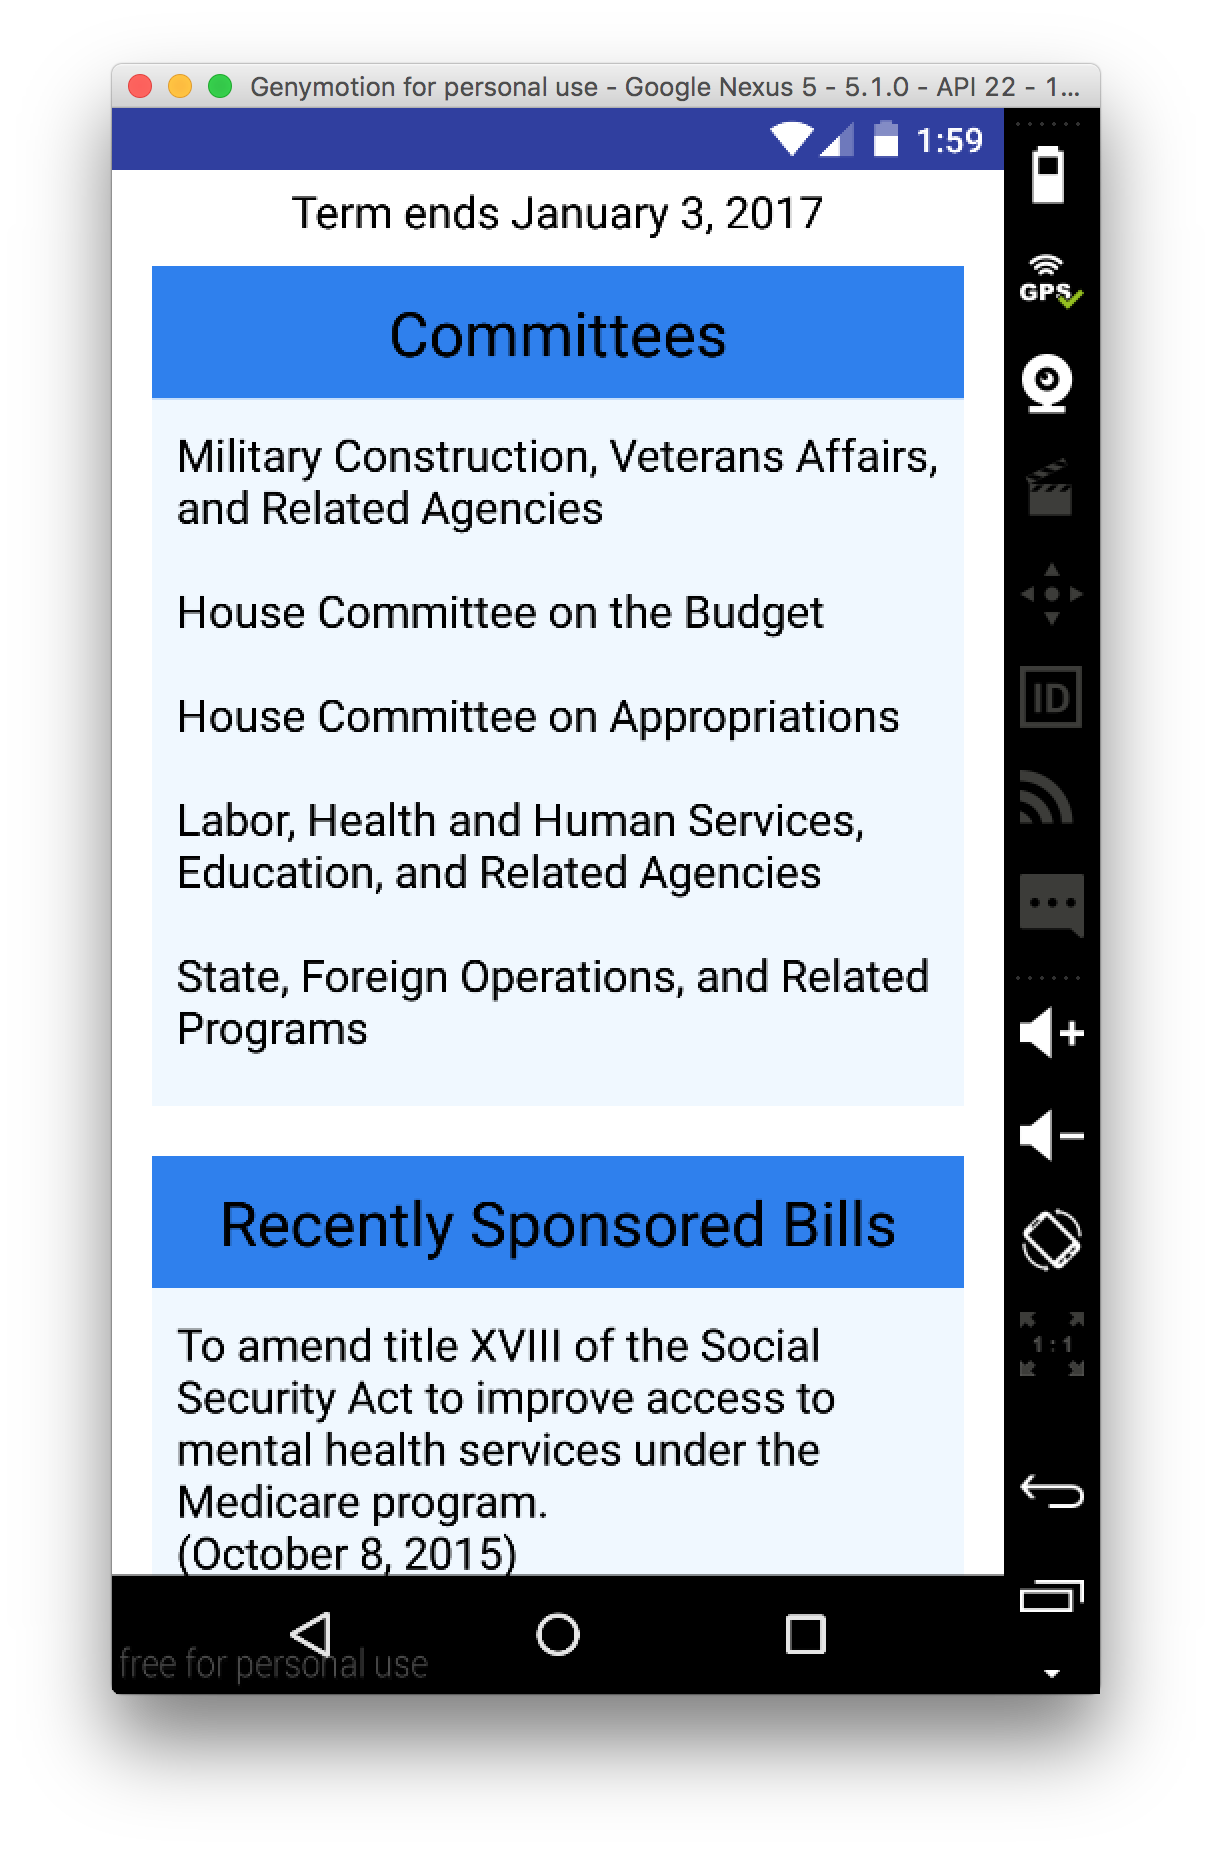 Genymotion for personal use - Google Nexus 5 - 5.1.0 - API 22 - 1...
1:59
Term ends January 3, 2017
GPS
Committees
Military Construction, Veterans Affairs,
and Related Agencies
House Committee on the Budget
House Committee on Appropriations
ID
Labor, Health and Human Services,
Education, and Related Agencies
State, Foreign Operations, and Related
Programs
Recently Sponsored Bills
To amend title XVIII of the Social
1:1
Security Act to improve access to
mental health services under the
Medicare program.
(October 8, 2015)
free for personal use